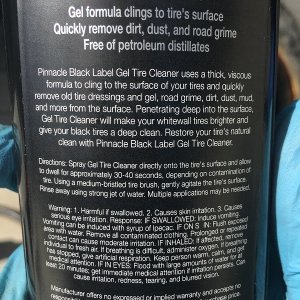 Gel formula clings to tire's surface
Quickly remove dirt, dust, and road grime
Free of petroleum distillates
Pinnacle Black Label Gel Tire Cleaner uses a thick, viscous
formula to cling to the surface of your tires and quickly
remove old tire dressings and gel, road grime, dirt, dust, mud,
and more from the surface. Penetrating deep into the surface,
Gel Tire Cleaner will make your whitewall tires brighter and
give your black tires a deep clean. Restore your tire's natural
clean with Pinnacle Black Label Gel Tire Cleaner.
Directions: Spray Gel Tire Cleaner directly onto the tire's surface and allow
to dwell for approximately 30-40 seconds, depending on contamination of
tire. Using a medium-bristled tire brush, gently agitate the tire's surface.
Rinse away using strong jet of water. Multiple applications may be needed.
Warning: 1. Harmful if swallowed. 2. Causes skin irritation. 3. Causes
serious eye irritation. Response: IF SWALLOWED: induce vomiting.
Vomiting can be induced with syrup of ipecac. IF ON SKIN: Flush exposed
area with water. Remove all contaminated clothing. Prolonged or repeated
contact can cause moderate irritation. IF INHALED: If affected, remove
individual to fresh air. If breathing is difficult, administer oxygen. If breathing
has stopped, give artificial respiration. Keep person warm, calm, and get
medical attention. IF IN EYES: Flood with large amounts of water for at
least 20 minutes; get immediate medical attention if irritation persists. Can
cause irritation, redness, tearing, and blurred vision.
Manufacturer offers no expressed or implied warranty and accepts no